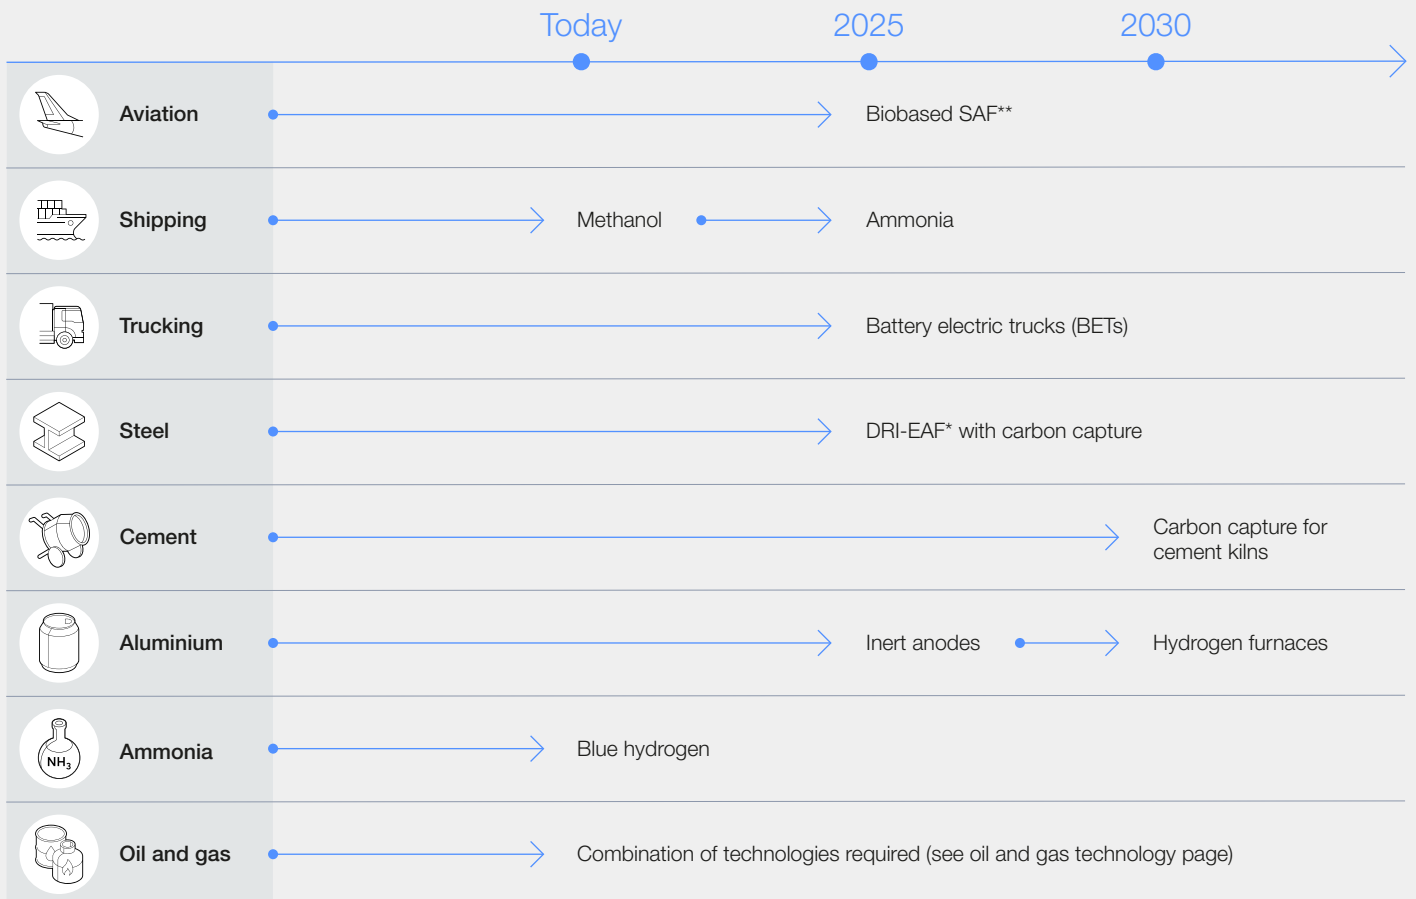 Today 2025 2030
Aviation Biobased SAF**
Shipping Methanol Ammonia
Trucking Battery electric trucks (BETs)
Steel DRI-EAF* with carbon capture
Cement Carbon capture for
cement kilns
Aluminium Inert anodes Hydrogen furnaces
NH₃ Ammonia Blue hydrogen
Oil and gas Combination of technologies required (see oil and gas technology page)